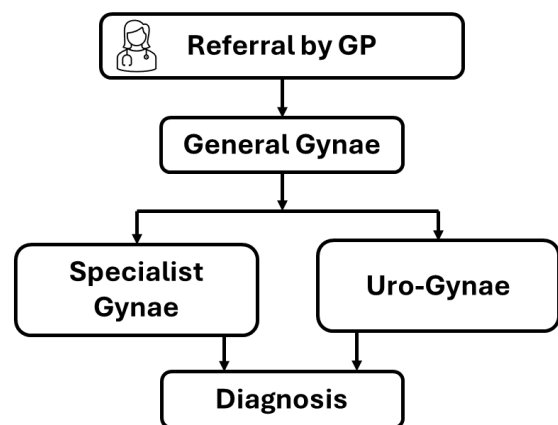 Referral by GP
General Gynae
Specialist
Gynae
Uro-Gynae
Diagnosis